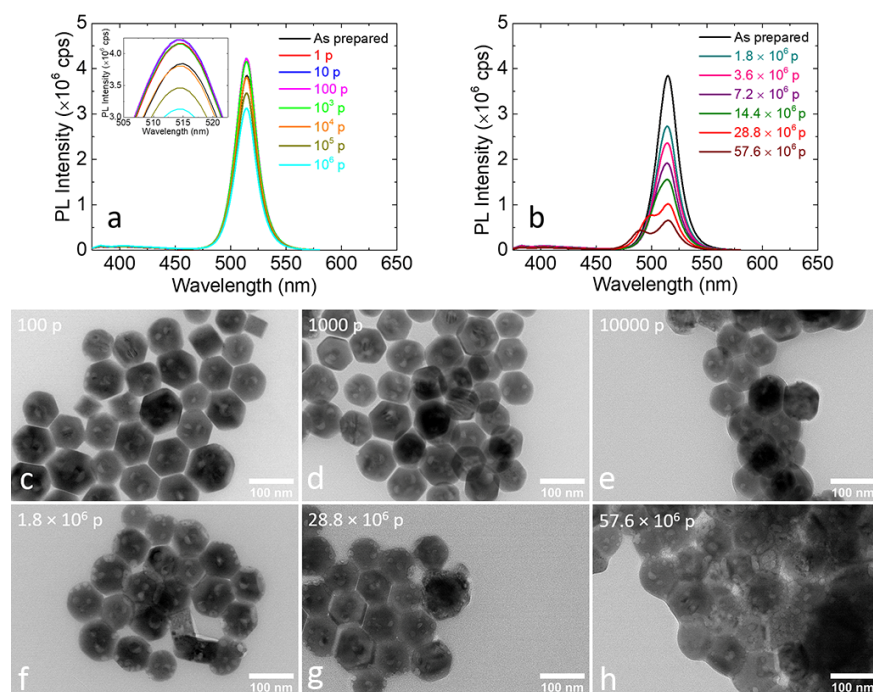 PL Intensity (×10⁶ cps)
5
4
3
2
1
0
400 450 500 550 600 650
Wavelength (nm)
a
PL Intensity (×10⁶ cps)
4.0
3.5
3.0
505 510 515 520
Wavelength (nm)
As prepared
1 p
10 p
100 p
10³ p
10⁴ p
10⁵ p
10⁶ p
PL Intensity (×10⁶ cps)
5
4
3
2
1
0
400 450 500 550 600 650
Wavelength (nm)
b
As prepared
1.8 × 10⁶ p
3.6 × 10⁶ p
7.2 × 10⁶ p
14.4 × 10⁶ p
28.8 × 10⁶ p
57.6 × 10⁶ p
100 p
c
100 nm
1000 p
d
100 nm
10000 p
e
100 nm
1.8 × 10⁶ p
f
100 nm
28.8 × 10⁶ p
g
100 nm
57.6 × 10⁶ p
h
100 nm